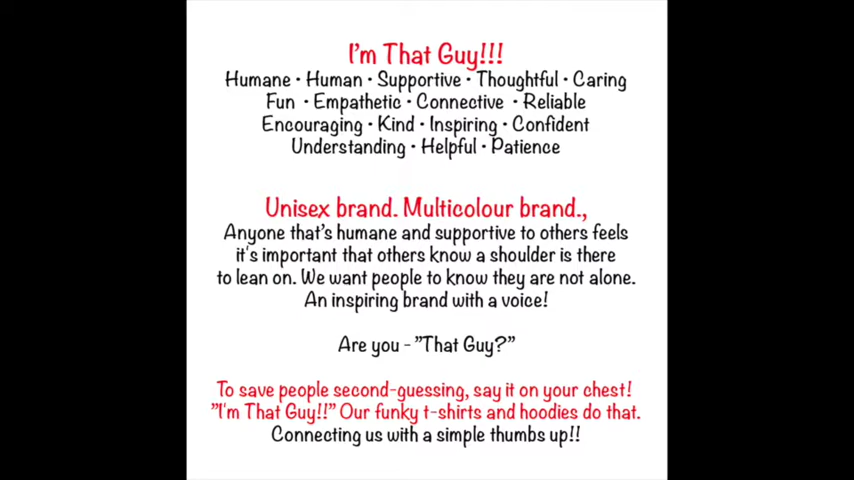 I'm That Guy!!!
Humane • Human • Supportive • Thoughtful • Caring
Fun • Empathetic • Connective • Reliable
Encouraging • Kind • Inspiring • Confident
Understanding • Helpful • Patience
Unisex brand. Multicolour brand.,
Anyone that's humane and supportive to others feels
it's important that others know a shoulder is there
to lean on. We want people to know they are not alone.
An inspiring brand with a voice!
Are you - "That Guy?"
To save people second-guessing, say it on your chest!
"I'm That Guy!!" Our funky t-shirts and hoodies do that.
Connecting us with a simple thumbs up!!